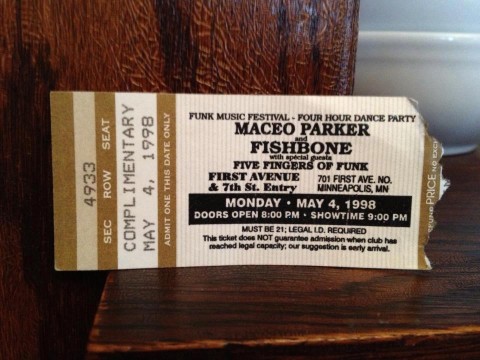 FUNK MUSIC FESTIVAL - FOUR HOUR DANCE PARTY
MACEO PARKER
and
FISHBONE
with special guests
FIVE FINGERS OF FUNK
FIRST AVENUE
& 7th St. Entry
701 FIRST AVE. NO.
MINNEAPOLIS, MN
MONDAY • MAY 4, 1998
DOORS OPEN 8:00 PM • SHOWTIME 9:00 PM
MUST BE 21; LEGAL I.D. REQUIRED
This ticket does NOT guarantee admission when club has
reached legal capacity; our suggestion is early arrival.
SEC ROW SEAT
4933
COMPLIMENTARY
MAY 4, 1998
ADMIT ONE THIS DATE ONLY
PRICE